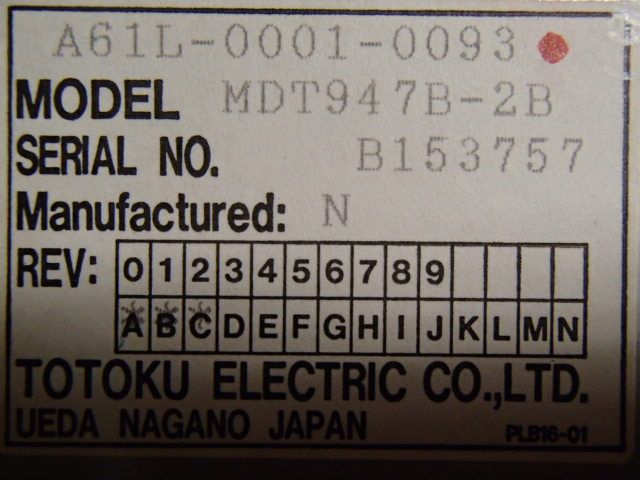 A61L-0001-0093
MODEL MDT947B-2B
SERIAL NO. B153757
Manufactured: N
REV: 0 1 2 3 4 5 6 7 8 9
A B C D E F G H I J K L M N
TOTOKU ELECTRIC CO.,LTD.
UEDA NAGANO JAPAN PLB16-01